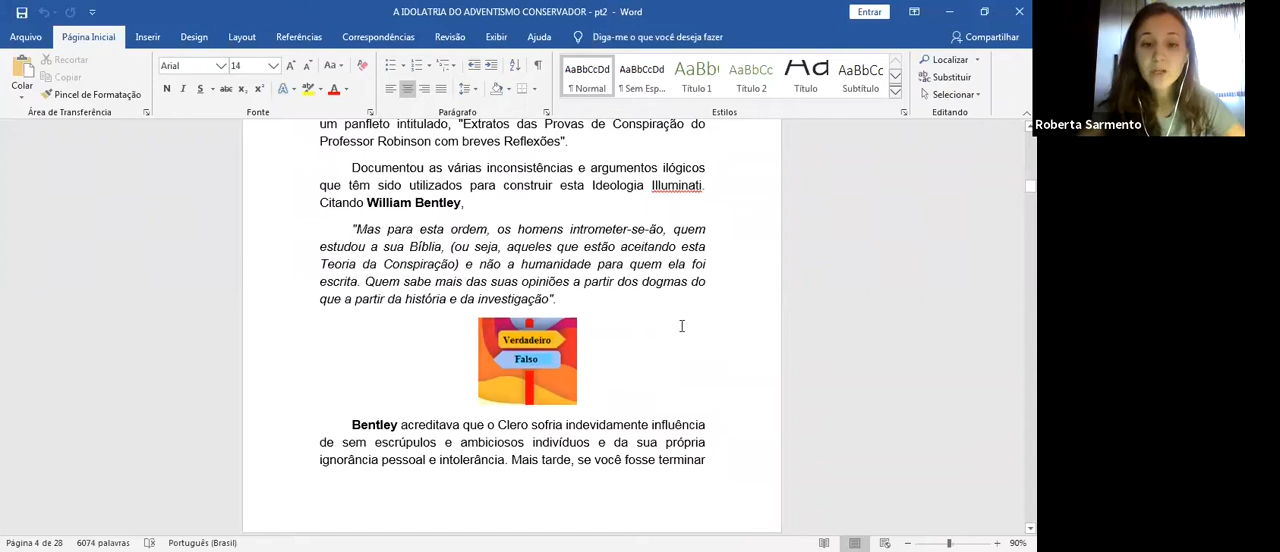 A IDOLATRIA DO ADVENTISMO CONSERVADOR - pt2 - Word
Entrar
Arquivo Página Inicial Inserir Design Layout Referências Correspondências Revisão Exibir Ajuda Diga-me o que você deseja fazer Compartilhar
Colar
Recortar
Copiar
Pincel de Formatação
Área de Transferência
Arial 14 Aa
N I S abc x₂ x² A A
Fonte
Parágrafo
AaBbCcDd AaBbCcDd AaBbC AaBbCc AaD AaBbCcD
¶ Normal ¶ Sem Esp... Título 1 Título 2 Título Subtítulo
Estilos
Localizar
Substituir
Selecionar
Editando
Roberta Sarmento
um panfleto intitulado, "Extratos das Provas de Conspiração do
Professor Robinson com breves Reflexões".
Documentou as várias inconsistências e argumentos ilógicos
que têm sido utilizados para construir esta Ideologia Illuminati.
Citando William Bentley,
"Mas para esta ordem, os homens intrometer-se-ão, quem
estudou a sua Bíblia, (ou seja, aqueles que estão aceitando esta
Teoria da Conspiração) e não a humanidade para quem ela foi
escrita. Quem sabe mais das suas opiniões a partir dos dogmas do
que a partir da história e da investigação".
Verdadeiro
Falso
Bentley acreditava que o Clero sofria indevidamente influência
de sem escrúpulos e ambiciosos indivíduos e da sua própria
ignorância pessoal e intolerância. Mais tarde, se você fosse terminar
Página 4 de 28 6074 palavras Português (Brasil) 90%